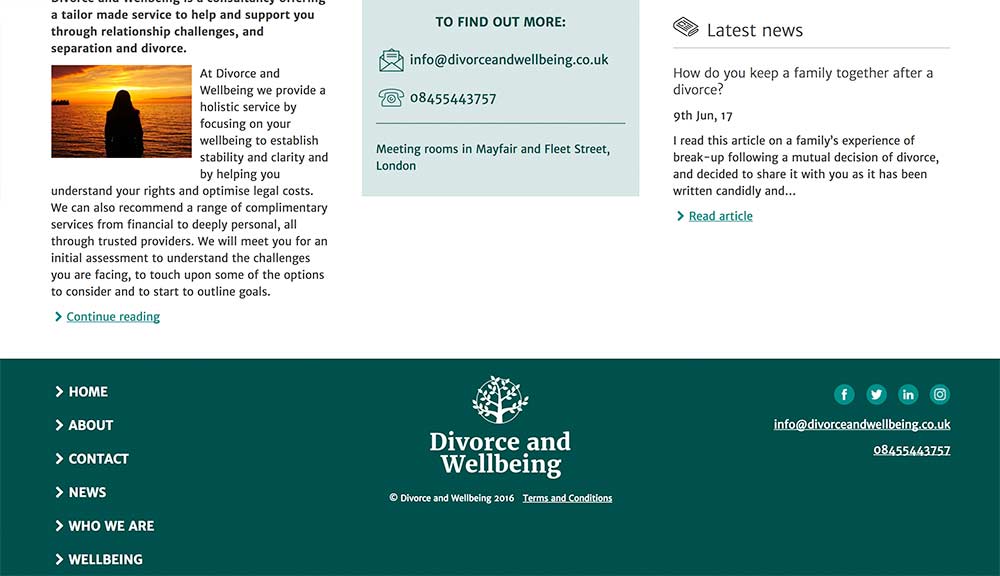 Divorce and Wellbeing is a consultancy offering
a tailor made service to help and support you
through relationship challenges, and
separation and divorce.
At Divorce and
Wellbeing we provide a
holistic service by
focusing on your
wellbeing to establish
stability and clarity and
by helping you
understand your rights and optimise legal costs.
We can also recommend a range of complimentary
services from financial to deeply personal, all
through trusted providers. We will meet you for an
initial assessment to understand the challenges
you are facing, to touch upon some of the options
to consider and to start to outline goals.
Continue reading
TO FIND OUT MORE:
info@divorceandwellbeing.co.uk
08455443757
Meeting rooms in Mayfair and Fleet Street,
London
Latest news
How do you keep a family together after a
divorce?
9th Jun, 17
I read this article on a family's experience of
break-up following a mutual decision of divorce,
and decided to share it with you as it has been
written candidly and...
Read article
HOME
ABOUT
CONTACT
NEWS
WHO WE ARE
WELLBEING
Divorce and
Wellbeing
© Divorce and Wellbeing 2016 Terms and Conditions
info@divorceandwellbeing.co.uk
08455443757